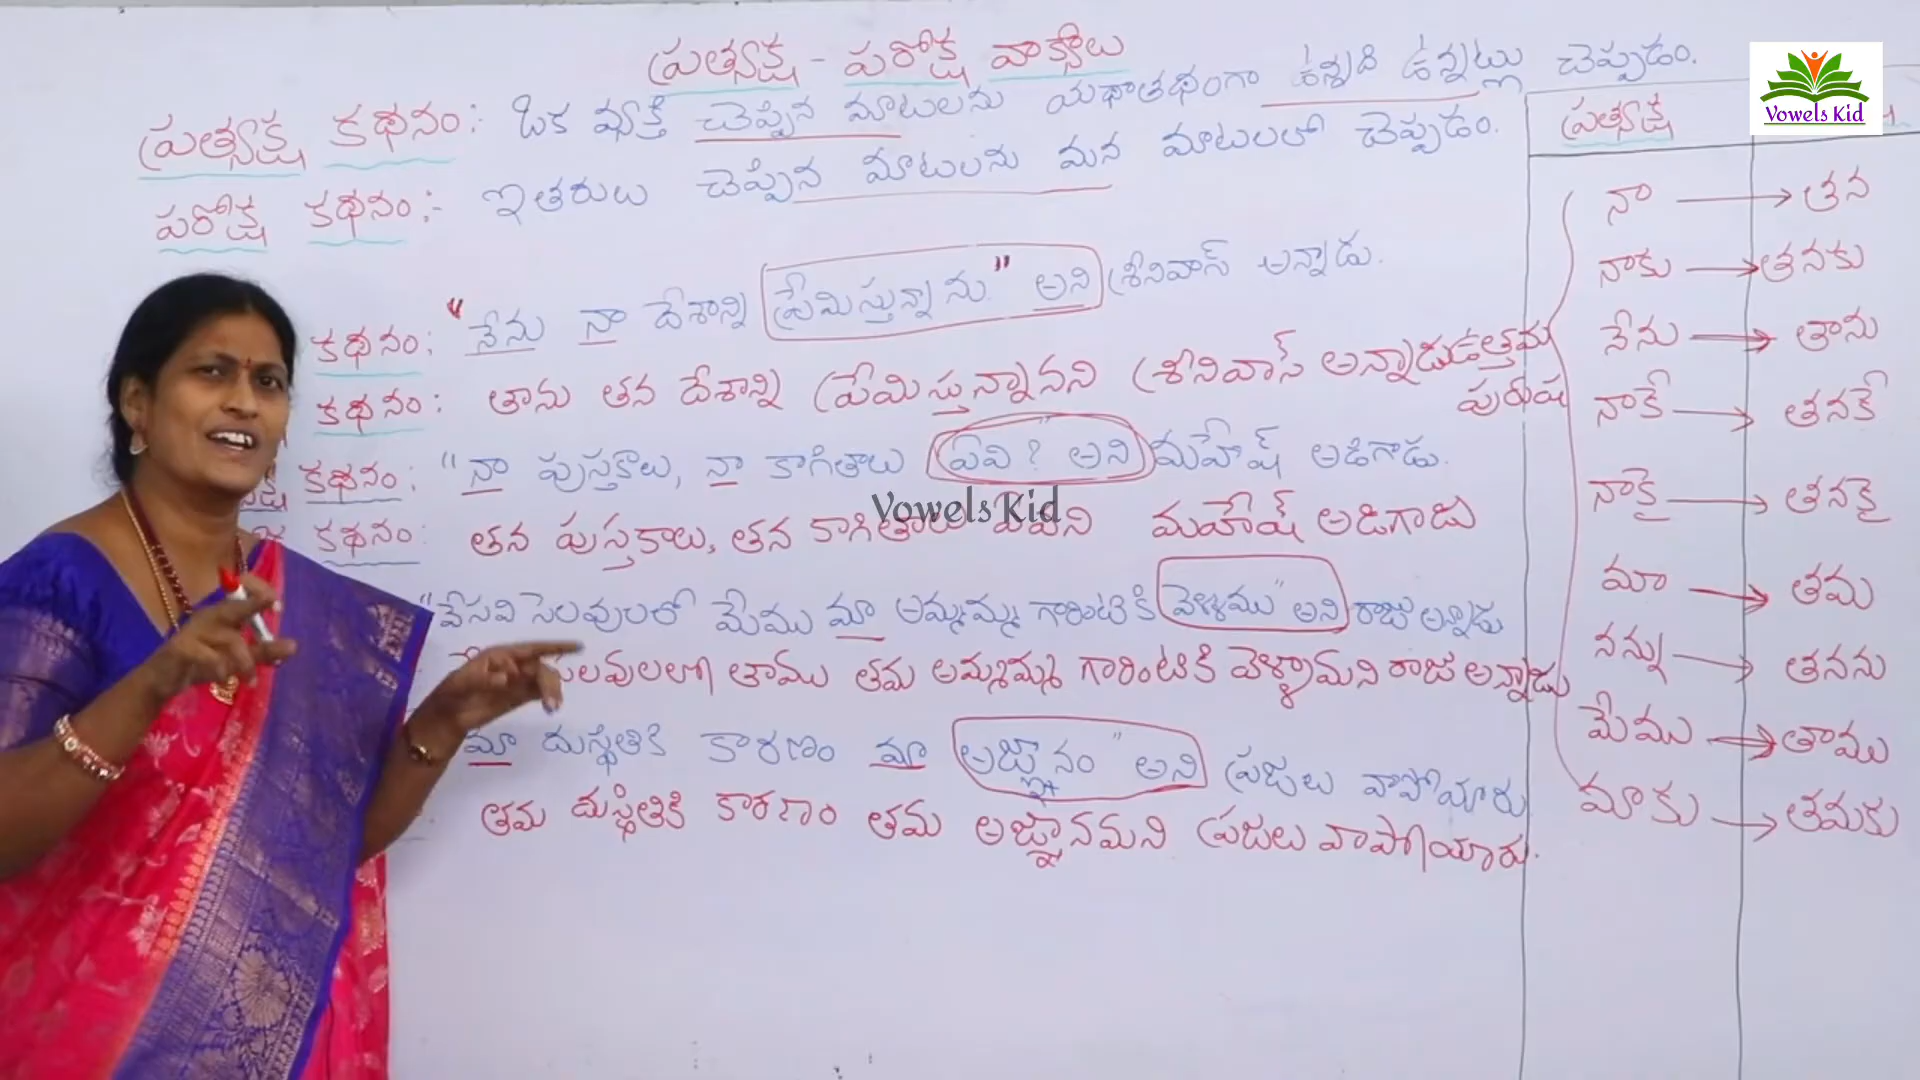 ప్రత్యక్ష - పరోక్ష వాక్యాలు
ప్రత్యక్ష కథనం:- ఒక వ్యక్తి చెప్పిన మాటలను యథాతథంగా ఉన్నది ఉన్నట్లు చెప్పడం.
పరోక్ష కథనం:- ఇతరులు చెప్పిన మాటలను మన మాటలలో చెప్పడం.
కథనం: "నేను నా దేశాన్ని ప్రేమిస్తున్నాను." అని శ్రీనివాస్ అన్నాడు.
కథనం: తాను తన దేశాన్ని ప్రేమిస్తున్నానని శ్రీనివాస్ అన్నాడు
కథనం: "నా పుస్తకాలు, నా కాగితాలు ఏవి?" అని మహేష్ అడిగాడు.
కథనం: తన పుస్తకాలు, తన కాగితాలు మహేష్ అడిగాడు
"వేసవి సెలవులలో మేము మా అమ్మమ్మ గారింటికి వెళ్ళాము" అని రాజు అన్నాడు
తాము తమ అమ్మమ్మ గారింటికి వెళ్ళామని రాజు అన్నాడు
మా దుస్థితికి కారణం మా అజ్ఞానం" అని ప్రజలు వాపోయారు
తమ దుస్థితికి కారణం తమ అజ్ఞానమని ప్రజలు వాపోయారు.
ఉత్తమ
పురుష
ప్రత్యక్ష
నా → తన
నాకు → తనకు
నేను → తాను
నాకే → తనకే
నాకై → తనకై
మా → తమ
నన్ను → తనను
మేము → తాము
మాకు → తమకు
Vowels Kid
Vowels Kid